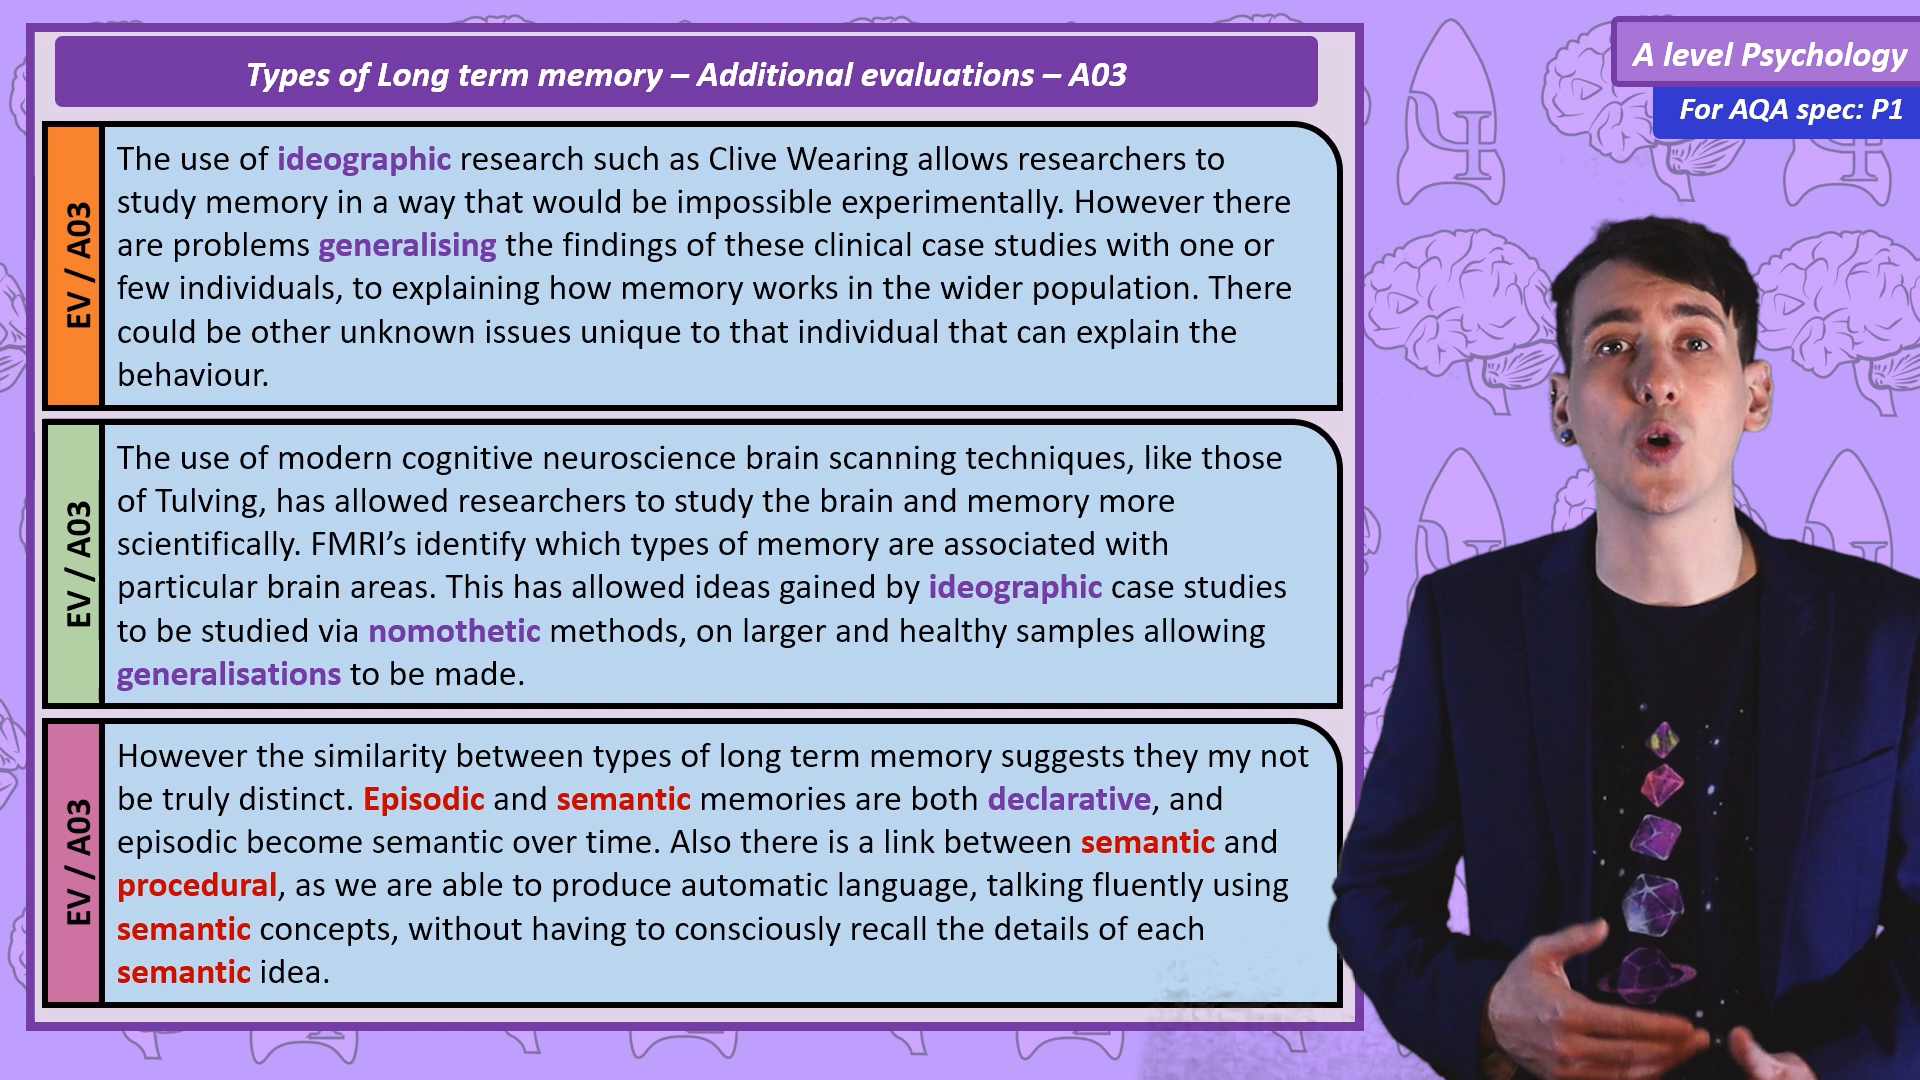 Types of Long term memory – Additional evaluations – A03
A level Psychology
For AQA spec: P1
EV / A03
The use of ideographic research such as Clive Wearing allows researchers to
study memory in a way that would be impossible experimentally. However there
are problems generalising the findings of these clinical case studies with one or
few individuals, to explaining how memory works in the wider population. There
could be other unknown issues unique to that individual that can explain the
behaviour.
EV / A03
The use of modern cognitive neuroscience brain scanning techniques, like those
of Tulving, has allowed researchers to study the brain and memory more
scientifically. FMRI’s identify which types of memory are associated with
particular brain areas. This has allowed ideas gained by ideographic case studies
to be studied via nomothetic methods, on larger and healthy samples allowing
generalisations to be made.
EV / A03
However the similarity between types of long term memory suggests they my not
be truly distinct. Episodic and semantic memories are both declarative, and
episodic become semantic over time. Also there is a link between semantic and
procedural, as we are able to produce automatic language, talking fluently using
semantic concepts, without having to consciously recall the details of each
semantic idea.